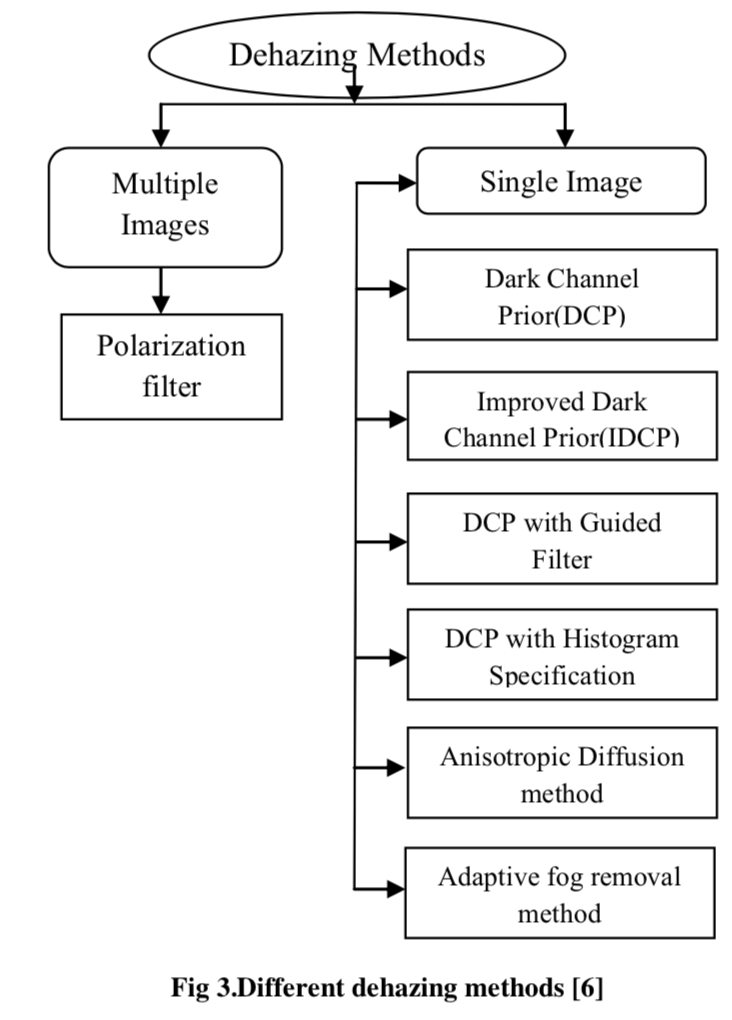 Dehazing Methods
Multiple
Images
Polarization
filter
Single Image
Dark Channel
Prior(DCP)
Improved Dark
Channel Prior(IDCP)
DCP with Guided
Filter
DCP with Histogram
Specification
Anisotropic Diffusion
method
Adaptive fog removal
method
Fig 3.Different dehazing methods [6]